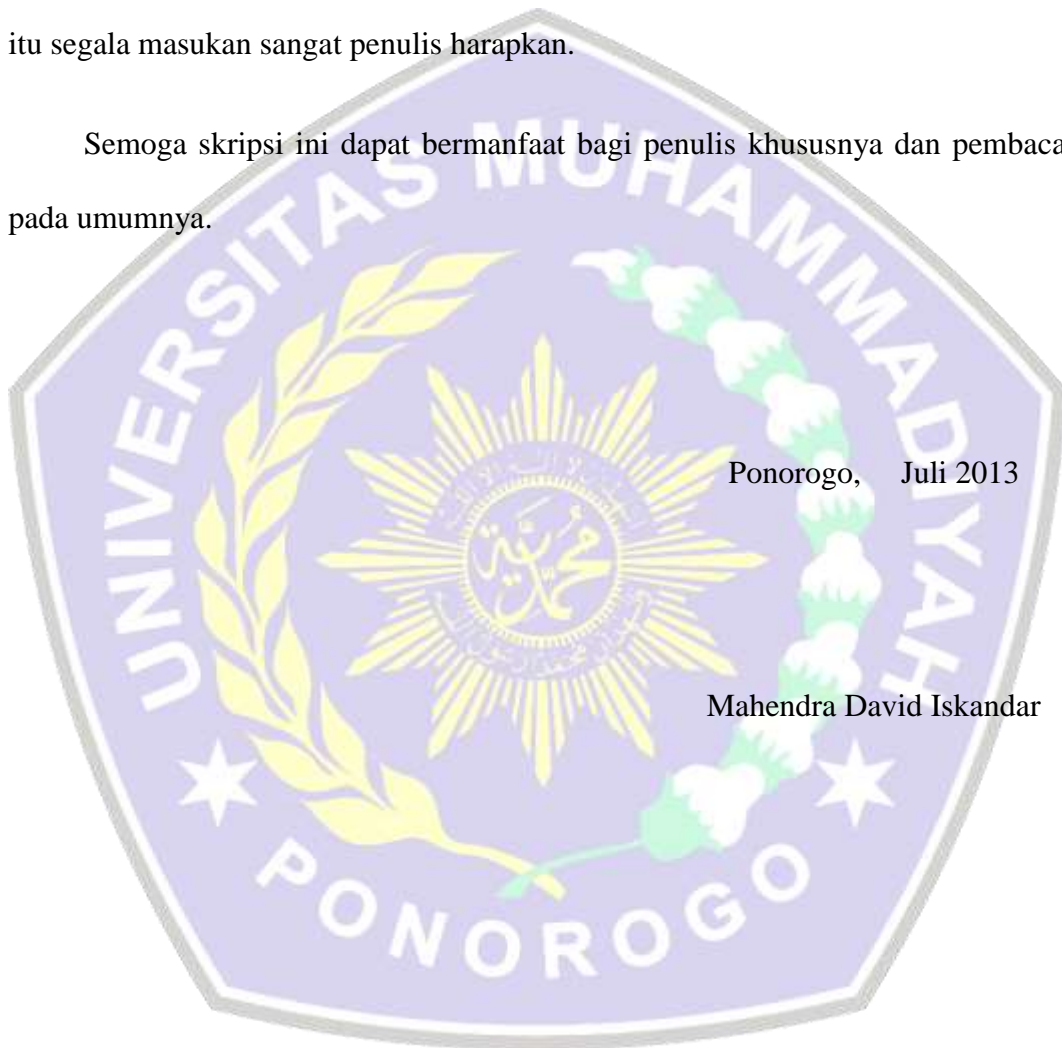 itu segala masukan sangat penulis harapkan.
Semoga skripsi ini dapat bermanfaat bagi penulis khususnya dan pembaca
pada umumnya.
UNIVERSITAS MUHAMMADIYAH
Ponorogo, Juli 2013
محمدية
Mahendra David Iskandar
PONOROGO